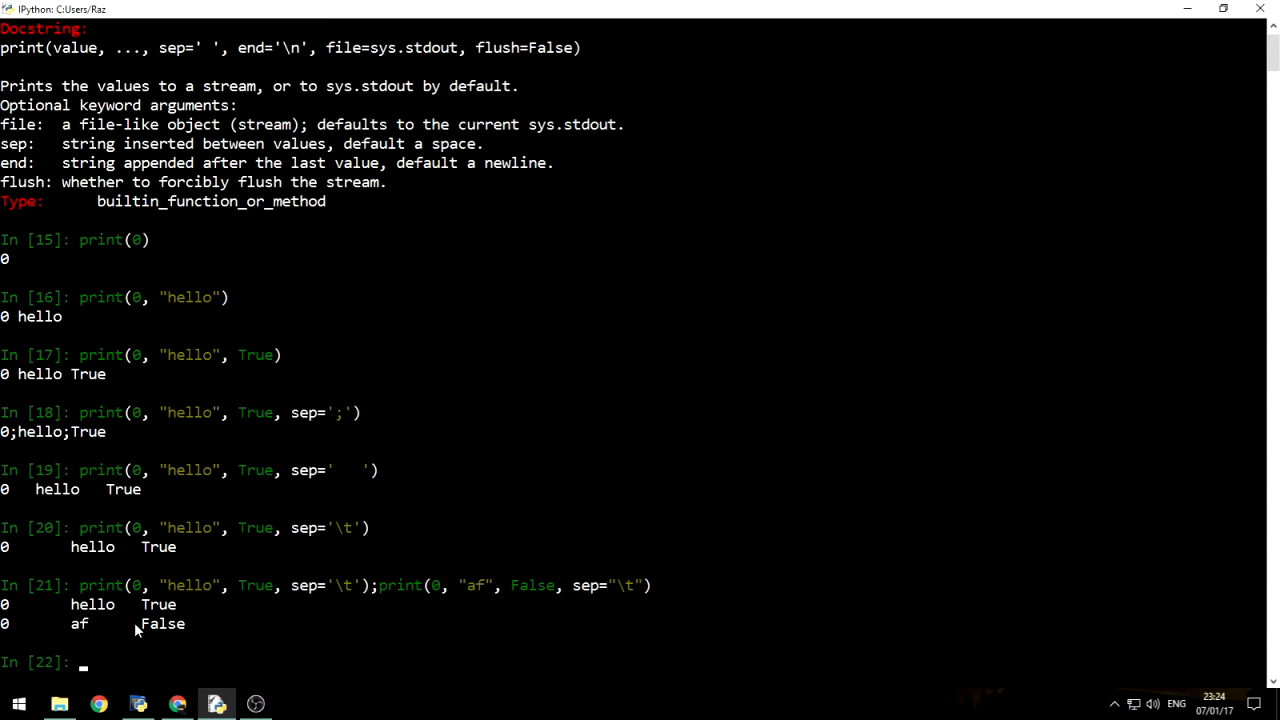 IPython: C:Users/Raz
Docstring:
print(value, ..., sep=' ', end='\n', file=sys.stdout, flush=False)
Prints the values to a stream, or to sys.stdout by default.
Optional keyword arguments:
file:  a file-like object (stream); defaults to the current sys.stdout.
sep:   string inserted between values, default a space.
end:   string appended after the last value, default a newline.
flush: whether to forcibly flush the stream.
Type:      builtin_function_or_method
In [15]: print(0)
0
In [16]: print(0, "hello")
0 hello
In [17]: print(0, "hello", True)
0 hello True
In [18]: print(0, "hello", True, sep=';')
0;hello;True
In [19]: print(0, "hello", True, sep='   ')
0   hello   True
In [20]: print(0, "hello", True, sep='\t')
0       hello   True
In [21]: print(0, "hello", True, sep='\t');print(0, "af", False, sep="\t")
0       hello   True
0       af      False
In [22]:
ENG
23:24
07/01/17